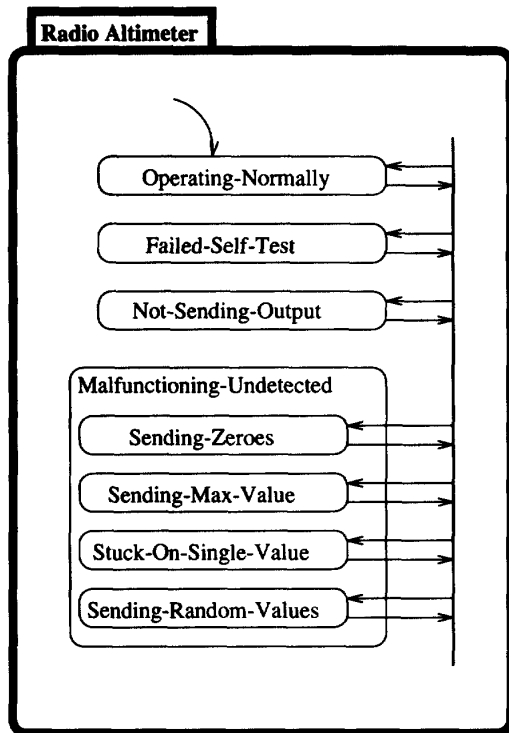 Radio Altimeter
Operating-Normally
Failed-Self-Test
Not-Sending-Output
Malfunctioning-Undetected
Sending-Zeroes
Sending-Max-Value
Stuck-On-Single-Value
Sending-Random-Values